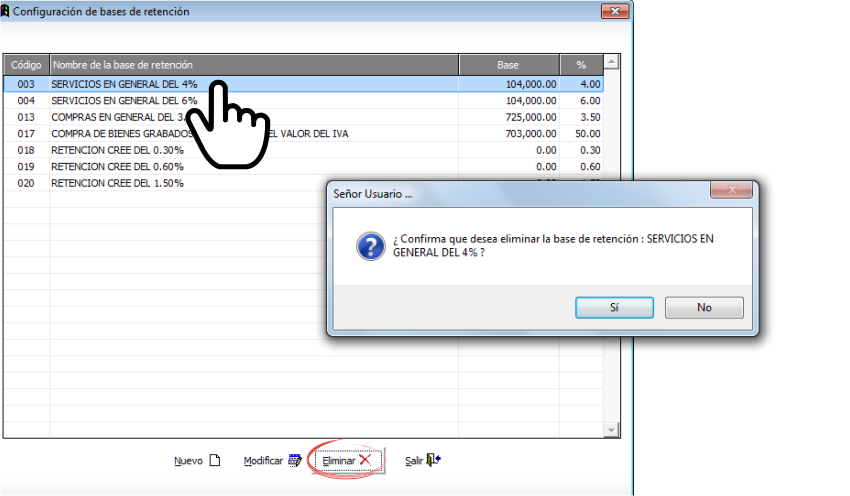 Configuración de bases de retención
Código Nombre de la base de retención Base %
003 SERVICIOS EN GENERAL DEL 4% 104,000.00 4.00
004 SERVICIOS EN GENERAL DEL 6% 104,000.00 6.00
013 COMPRAS EN GENERAL DEL 3. 725,000.00 3.50
017 COMPRA DE BIENES GRABADOS EL VALOR DEL IVA 703,000.00 50.00
018 RETENCION CREE DEL 0.30% 0.00 0.30
019 RETENCION CREE DEL 0.60% 0.00 0.60
020 RETENCION CREE DEL 1.50%
Señor Usuario ...
¿ Confirma que desea eliminar la base de retención : SERVICIOS EN
GENERAL DEL 4% ?
Sí No
Nuevo Modificar Eliminar Salir